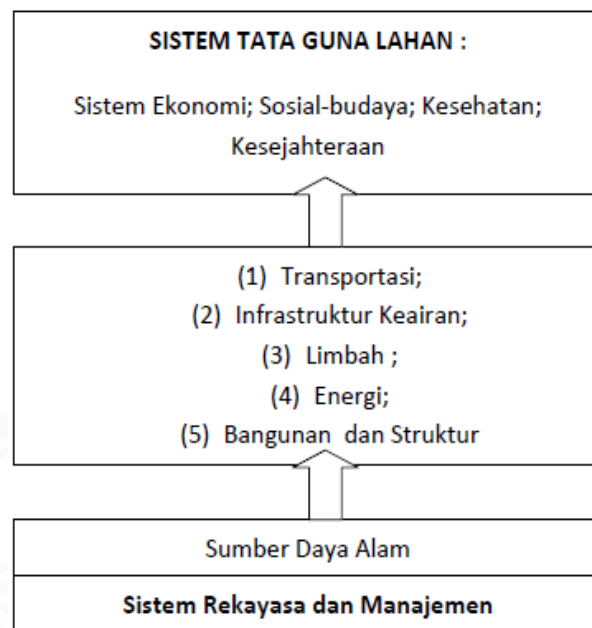 SISTEM TATA GUNA LAHAN :
Sistem Ekonomi; Sosial-budaya; Kesehatan;
Kesejahteraan
(1) Transportasi;
(2) Infrastruktur Keairan;
(3) Limbah ;
(4) Energi;
(5) Bangunan dan Struktur
Sumber Daya Alam
Sistem Rekayasa dan Manajemen